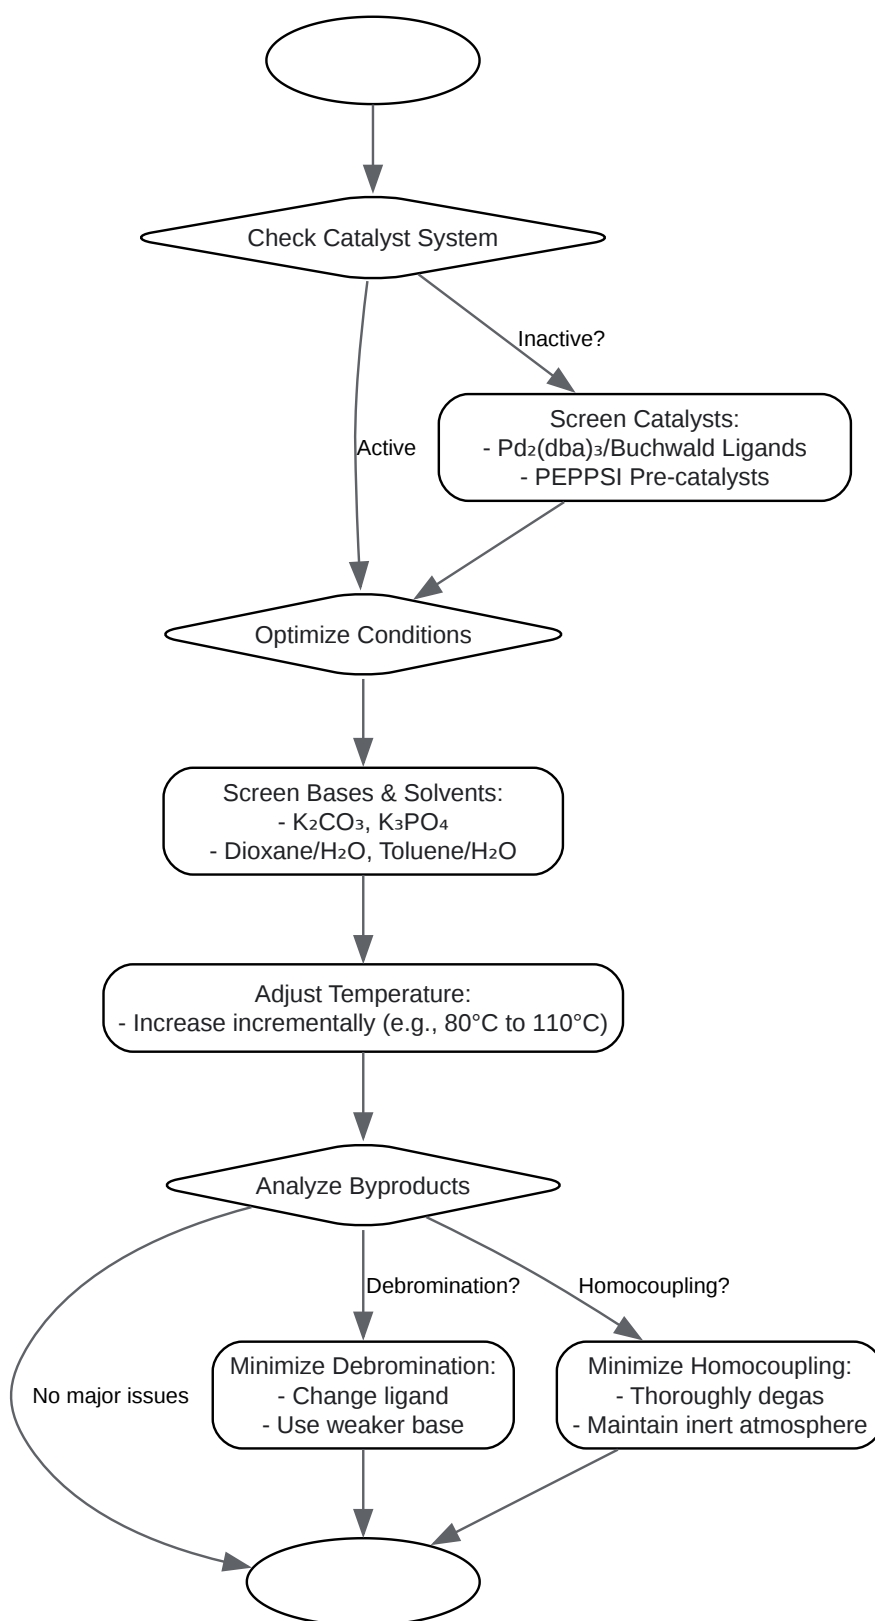 Check Catalyst System
Inactive?
Active
Screen Catalysts:
- Pd₂(dba)₃/Buchwald Ligands
- PEPPSI Pre-catalysts
Optimize Conditions
Screen Bases & Solvents:
- K₂CO₃, K₃PO₄
- Dioxane/H₂O, Toluene/H₂O
Adjust Temperature:
- Increase incrementally (e.g., 80°C to 110°C)
Analyze Byproducts
Debromination?
Homocoupling?
No major issues
Minimize Debromination:
- Change ligand
- Use weaker base
Minimize Homocoupling:
- Thoroughly degas
- Maintain inert atmosphere